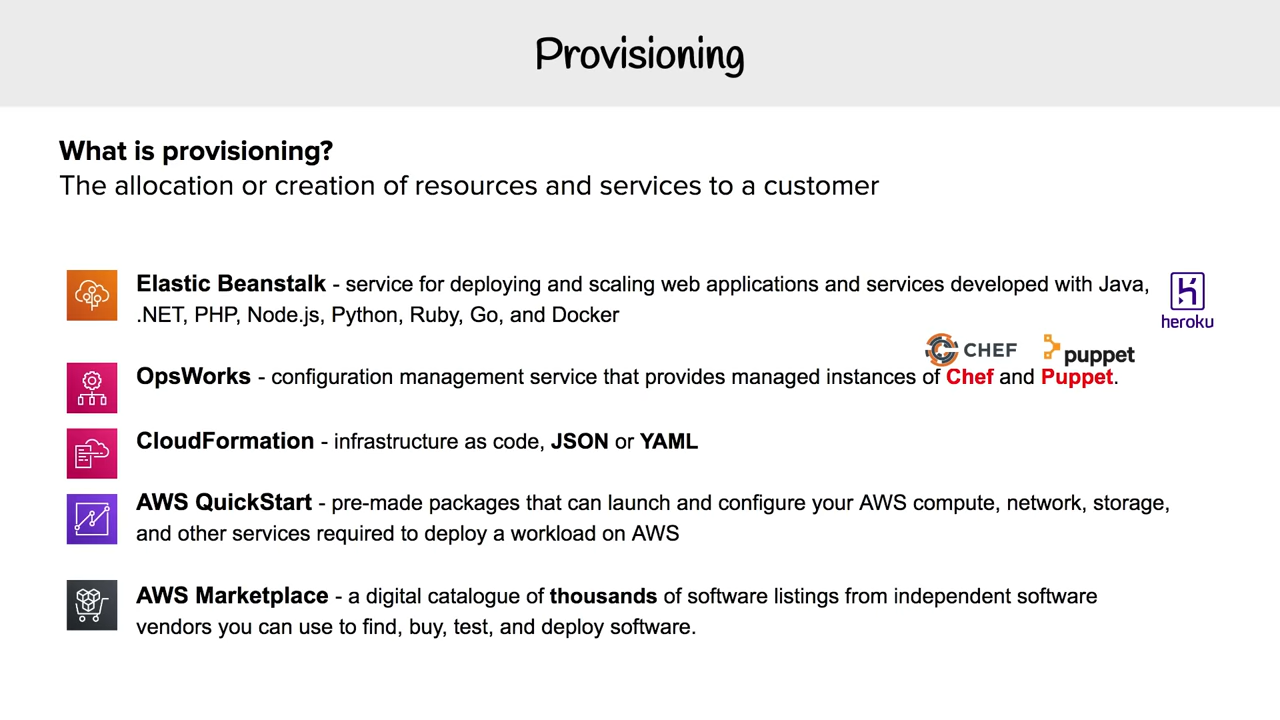 Provisioning
What is provisioning?
The allocation or creation of resources and services to a customer
Elastic Beanstalk - service for deploying and scaling web applications and services developed with Java,
.NET, PHP, Node.js, Python, Ruby, Go, and Docker
heroku
CHEF puppet
OpsWorks - configuration management service that provides managed instances of Chef and Puppet.
CloudFormation - infrastructure as code, JSON or YAML
AWS QuickStart - pre-made packages that can launch and configure your AWS compute, network, storage,
and other services required to deploy a workload on AWS
AWS Marketplace - a digital catalogue of thousands of software listings from independent software
vendors you can use to find, buy, test, and deploy software.